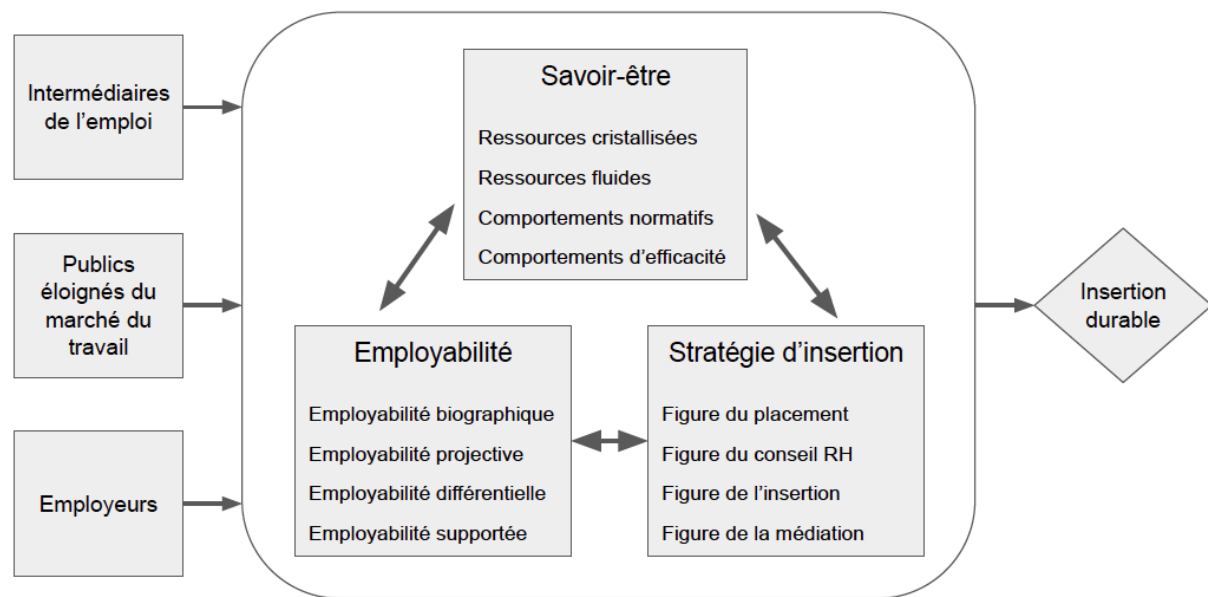 Intermédiaires
de l'emploi
Publics
éloignés du
marché du
travail
Employeurs
Savoir-être
Ressources cristallisées
Ressources fluides
Comportements normatifs
Comportements d'efficacité
Employabilité
Employabilité biographique
Employabilité projective
Employabilité différentielle
Employabilité supportée
Stratégie d'insertion
Figure du placement
Figure du conseil RH
Figure de l'insertion
Figure de la médiation
Insertion
durable